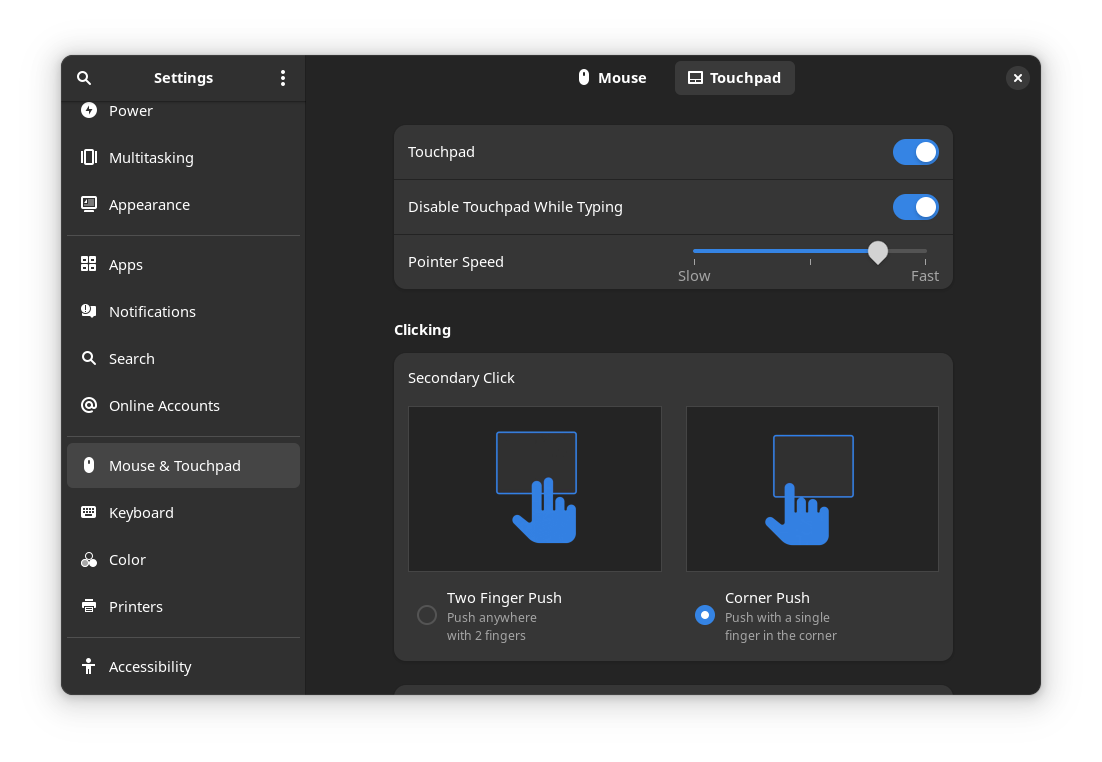 Settings
Mouse
Touchpad
Power
Multitasking
Appearance
Apps
Notifications
Search
Online Accounts
Mouse & Touchpad
Keyboard
Color
Printers
Accessibility
Touchpad
Disable Touchpad While Typing
Pointer Speed
Slow
Fast
Clicking
Secondary Click
Two Finger Push
Push anywhere
with 2 fingers
Corner Push
Push with a single
finger in the corner